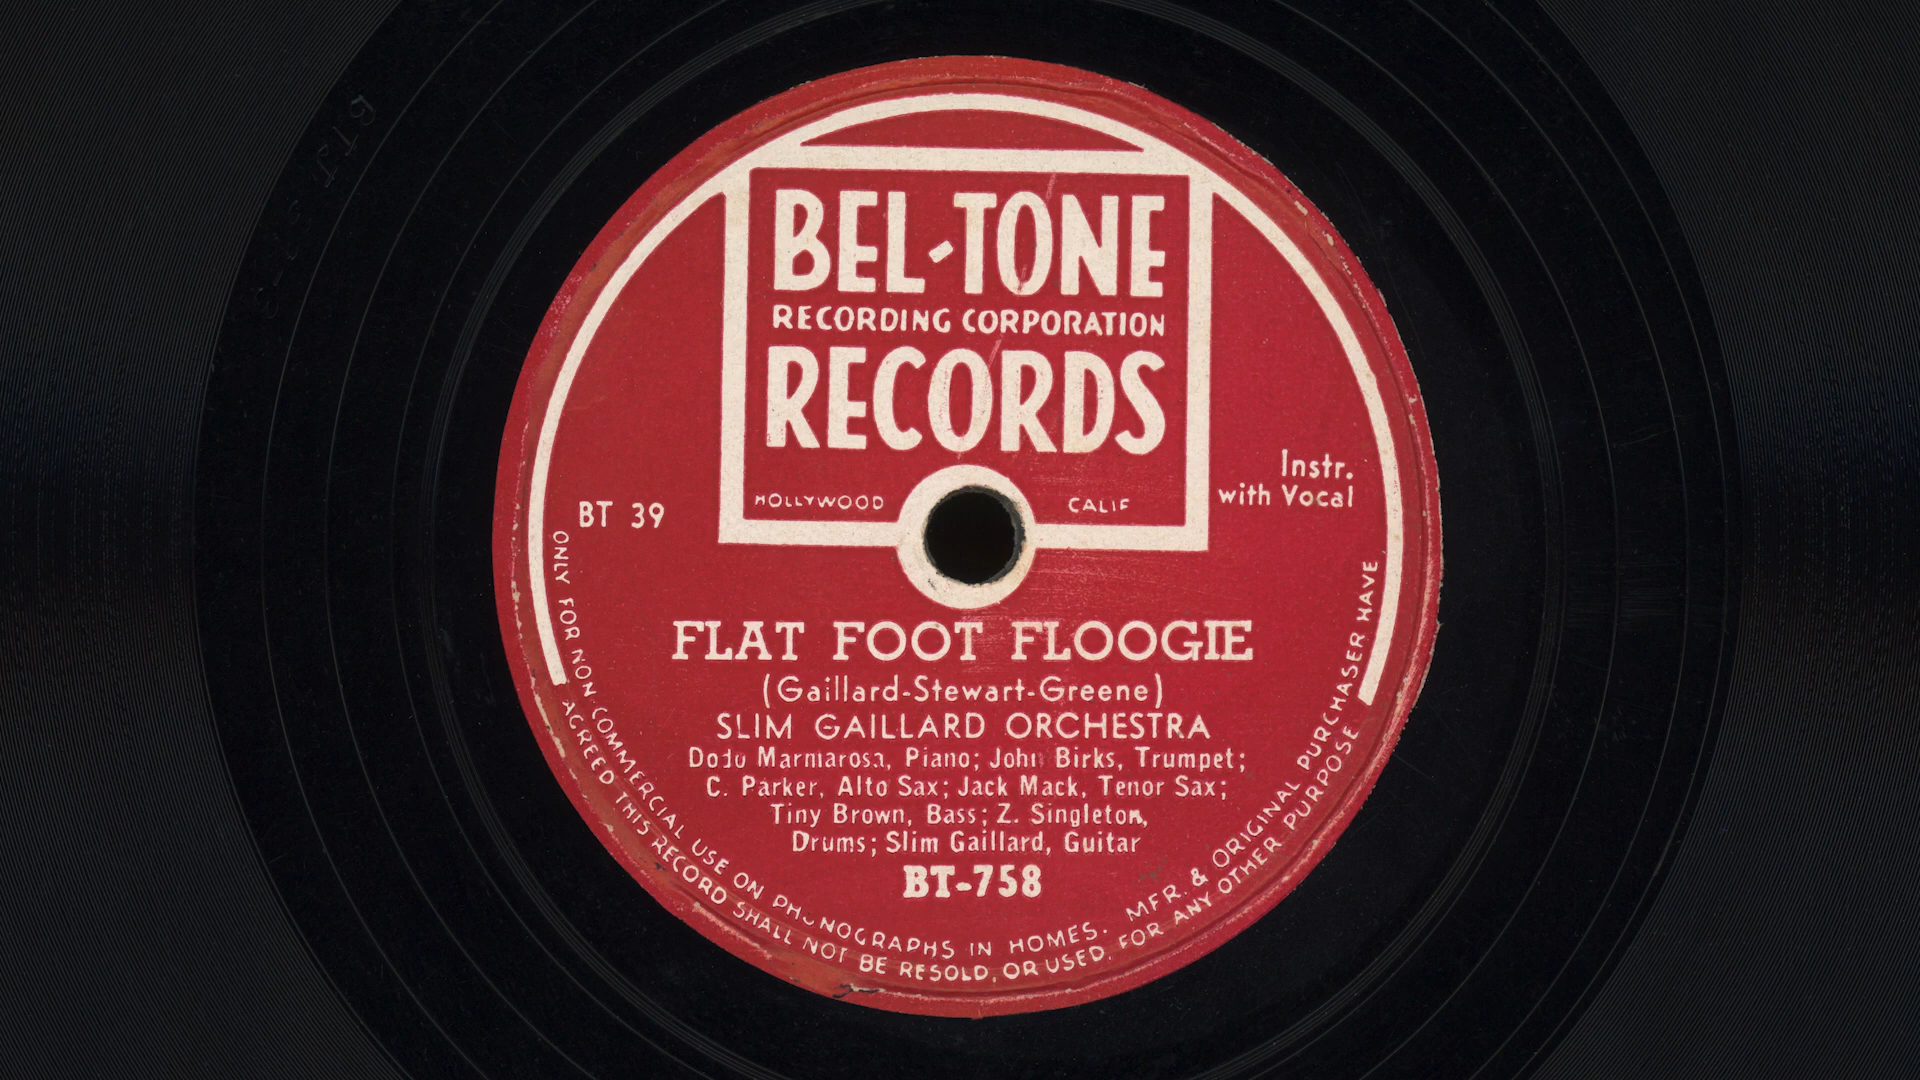 BEL-TONE
RECORDING CORPORATION
RECORDS
HOLLYWOOD CALIF
BT 39
Instr.
with Vocal
FLAT FOOT FLOOGIE
(Gaillard-Stewart-Greene)
SLIM GAILLARD ORCHESTRA
Dodo Marmarosa, Piano; John Birks, Trumpet;
C. Parker, Alto Sax; Jack Mack, Tenor Sax;
Tiny Brown, Bass; Z. Singleton,
Drums; Slim Gaillard, Guitar
BT-758
ONLY FOR NON-COMMERCIAL USE ON PHONOGRAPHS IN HOMES. MFR. & ORIGINAL PURCHASER HAVE
AGREED THIS RECORD SHALL NOT BE RESOLD, OR USED, FOR ANY OTHER PURPOSE